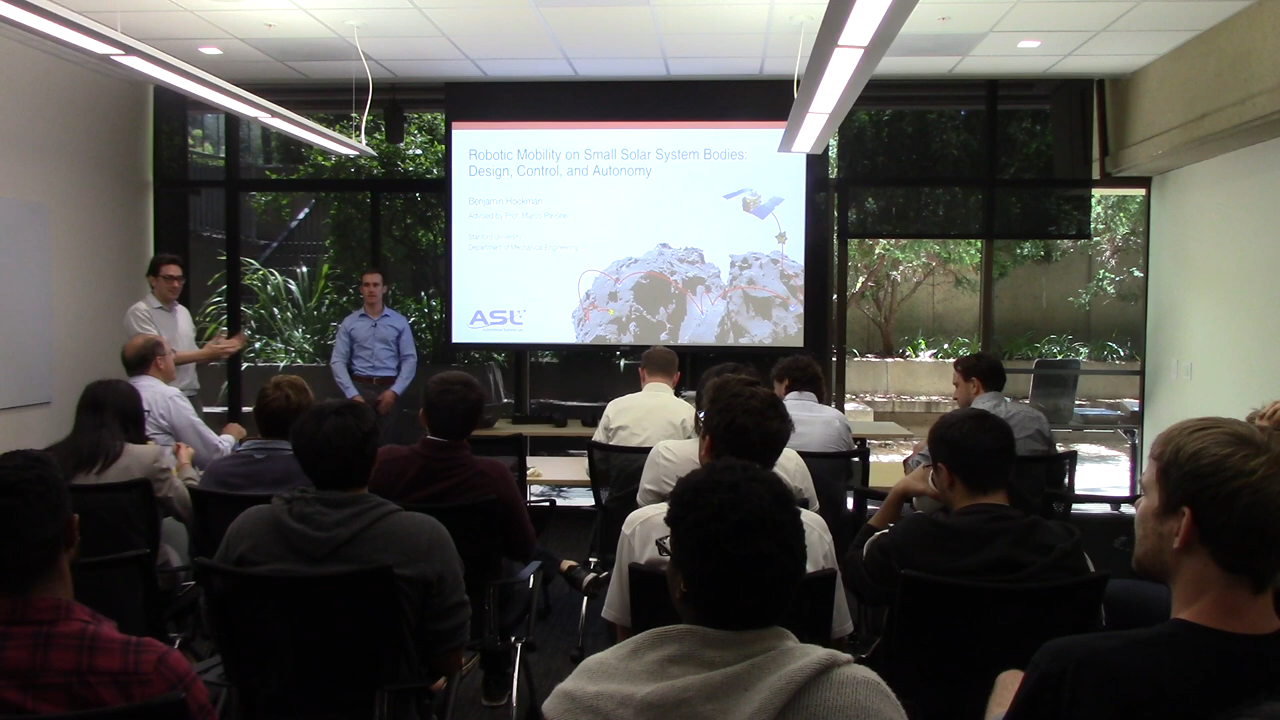 Robotic Mobility on Small Solar System Bodies:
Design, Control, and Autonomy
Benjamin Hockman
Advised by Prof. Marco Pavone
Stanford University
Department of Mechanical Engineering
ASL